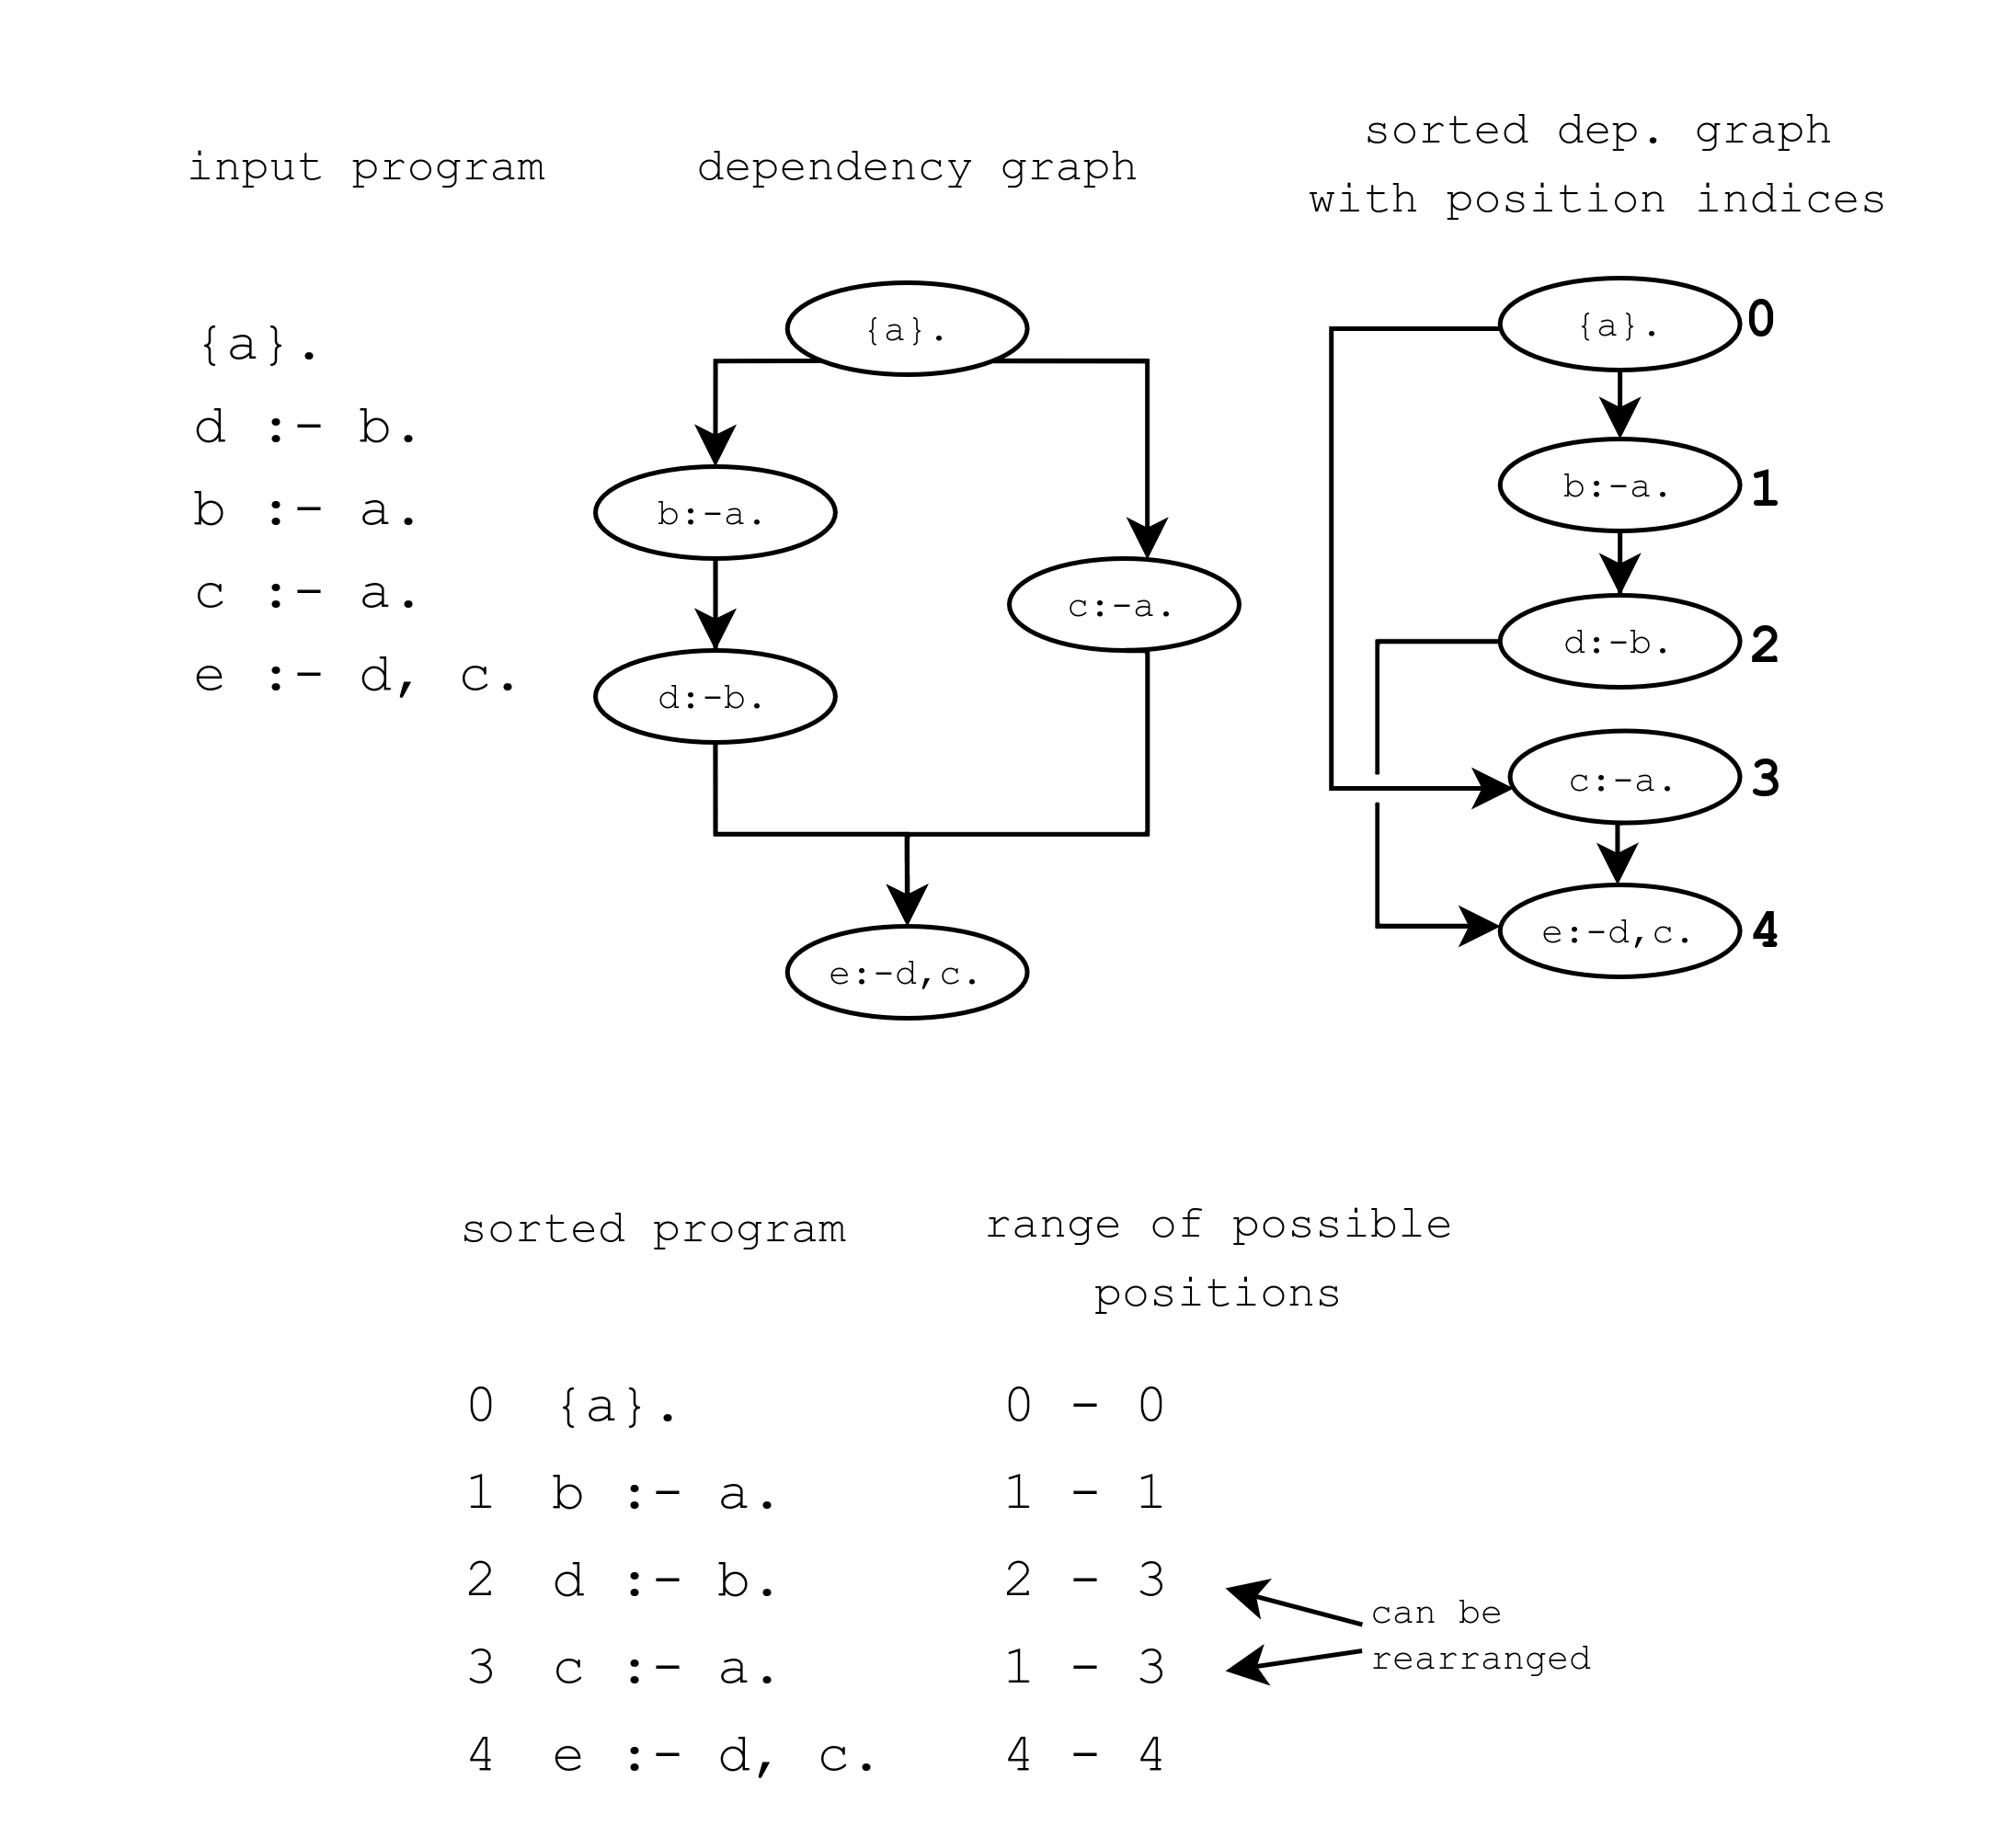 input program
{a}.
d :- b.
b :- a.
c :- a.
e :- d, c.
dependency graph
{a}.
b:-a.
c:-a.
d:-b.
e:-d,c.
sorted dep. graph
with position indices
{a}. 0
b:-a. 1
d:-b. 2
c:-a. 3
e:-d,c. 4
sorted program
0 {a}.
1 b :- a.
2 d :- b.
3 c :- a.
4 e :- d, c.
range of possible
positions
0 - 0
1 - 1
2 - 3
1 - 3
4 - 4
can be
rearranged